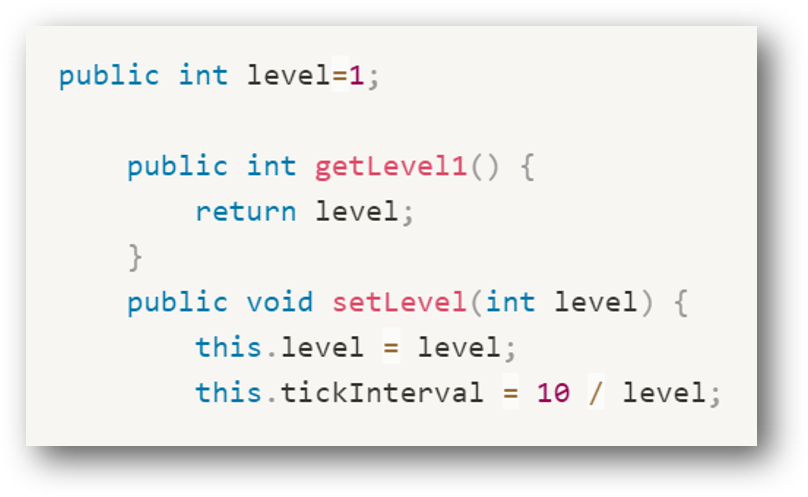 public int level=1;
public int getLevel1() {
return level;
}
public void setLevel(int level) {
this.level = level;
this.tickInterval = 10 / level;